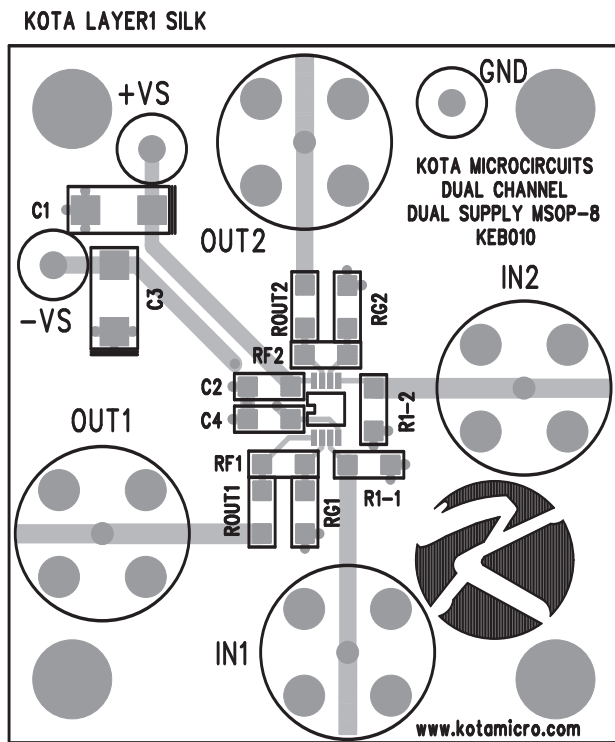 KOTA LAYER1 SILK
+VS
GND
KOTA MICROCIRCUITS
DUAL CHANNEL
DUAL SUPPLY MSOP-8
KEB010
C1
OUT2
IN2
-VS
C3
ROUT2
RG2
RF2
C2
C4
R1-2
OUT1
RF1
R1-1
ROUT1
RG1
IN1
www.kotamicro.com